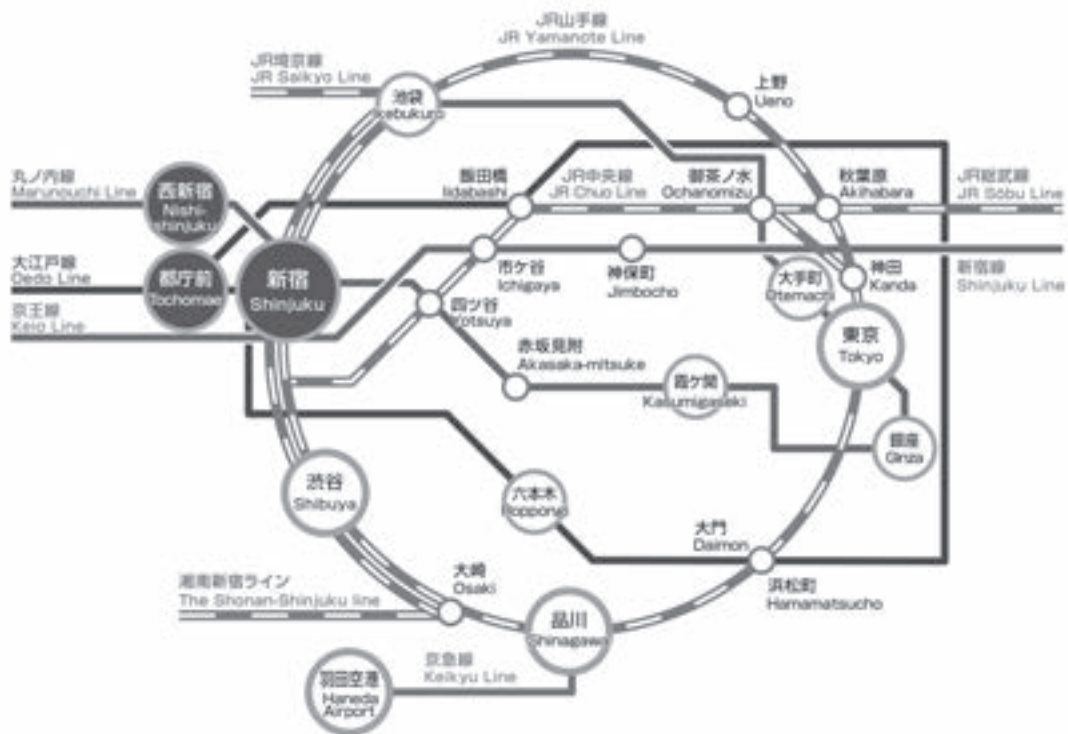 JR山手線
JR Yamanote Line
JR埼京線
JR Saikyo Line
池袋
Ikebukuro
上野
Ueno
丸ノ内線
Marunouchi Line
西新宿
Nishi-
shinjuku
飯田橋
Iidabashi
JR中央線
JR Chuo Line
御茶ノ水
Ochanomizu
秋葉原
Akihabara
JR総武線
JR Sōbu Line
大江戸線
Oedo Line
都庁前
Tochomae
新宿
Shinjuku
市ケ谷
Ichigaya
神保町
Jimbocho
大手町
Otemachi
神田
Kanda
新宿線
Shinjuku Line
京王線
Keio Line
四ツ谷
Yotsuya
赤坂見附
Akasaka-mitsuke
東京
Tokyo
霞ケ関
Kasumigaseki
銀座
Ginza
渋谷
Shibuya
六本木
Roppongi
大門
Daimon
浜松町
Hamamatsucho
湘南新宿ライン
The Shonan-Shinjuku line
大崎
Osaki
品川
Shinagawa
京急線
Keikyu Line
羽田空港
Haneda
Airport